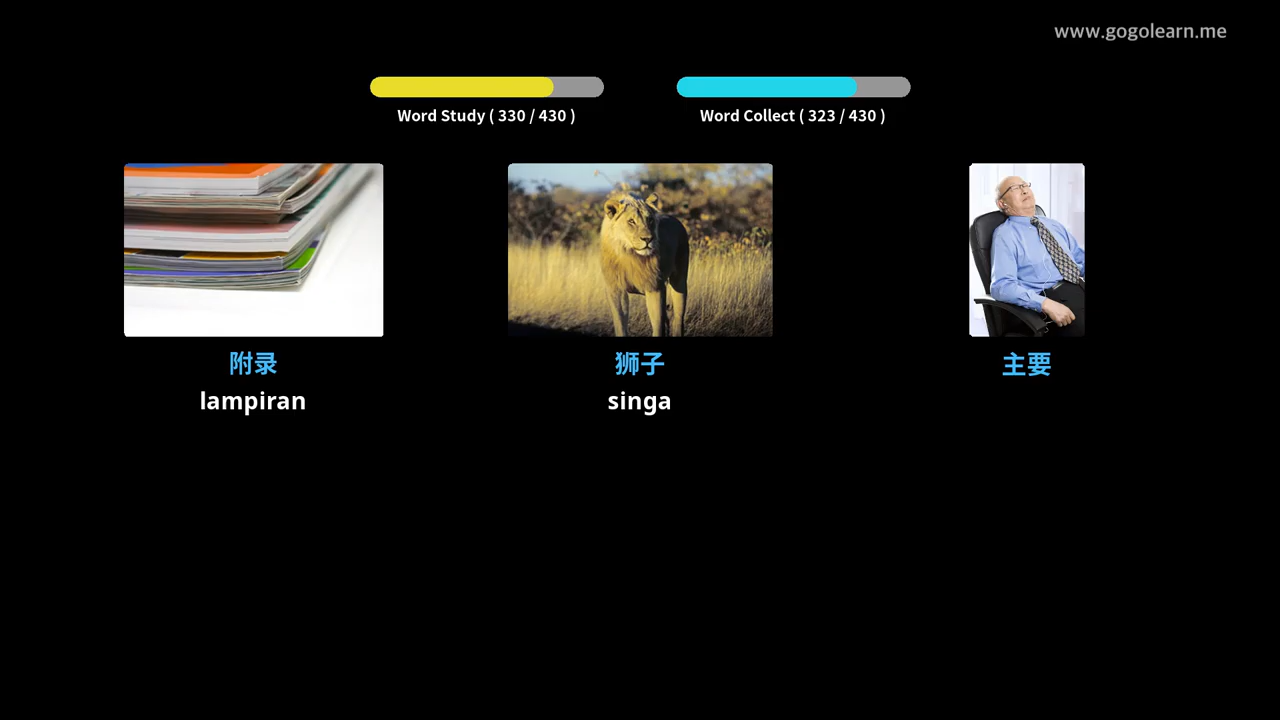 www.gogolearn.me
Word Study ( 330 / 430 )
Word Collect ( 323 / 430 )
附录
lampiran
狮子
singa
主要